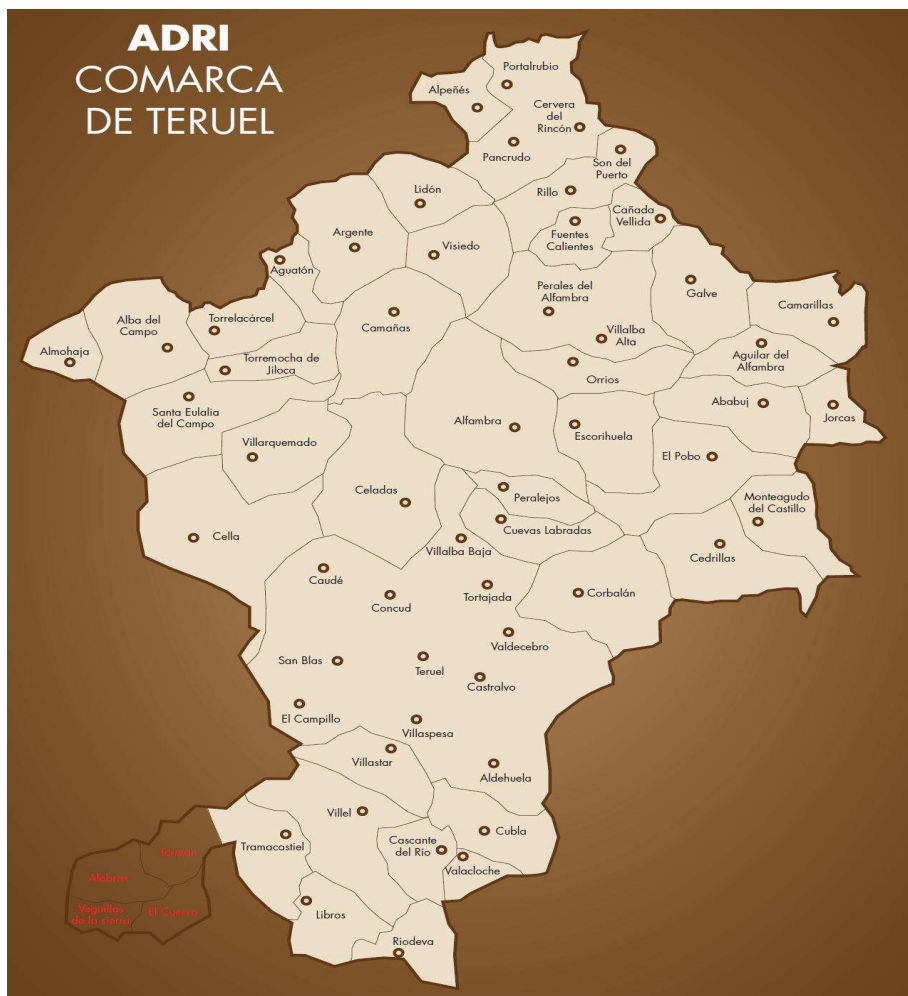 ADRI
COMARCA
DE TERUEL
Portalrubio
Alpeñés
Cervera
del
Rincón
Pancrudo
Son del
Puerto
Lidón
Rillo
Cañada
Vellida
Argente
Visiedo
Fuentes
Calientes
Aguatón
Perales del
Alfambra
Galve
Camarillas
Alba del
Campo
Torrelacárcel
Camañas
Villalba
Alta
Almohaja
Torremocha de
Jiloca
Aguilar del
Alfambra
Orrios
Santa Eulalia
del Campo
Ababuj
Jorcas
Alfambra
Escorihuela
Villarquemado
El Pobo
Celadas
Peralejos
Monteagudo
del Castillo
Cuevas Labradas
Cella
Villalba Baja
Cedrillas
Caudé
Concud
Tortajada
Corbalán
Valdecebro
San Blas
Teruel
Castralvo
El Campillo
Villaspesa
Villastar
Aldehuela
Villel
Cubla
Tramacastiel
Cascante
del Río
Valacloche
Tormón
Alobras
Veguillas
de la sierra
El Cuervo
Libros
Riodeva